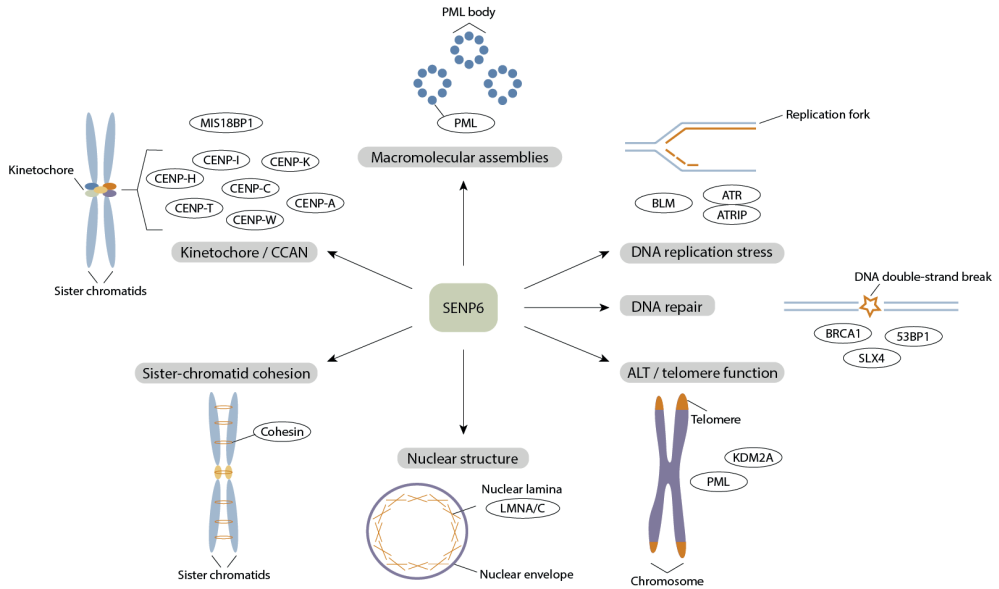 PML body
PML
Macromolecular assemblies
MIS18BP1
CENP-I
CENP-K
CENP-H
CENP-C
CENP-T
CENP-A
CENP-W
Kinetochore
Kinetochore / CCAN
Sister chromatids
Replication fork
BLM
ATR
ATRIP
DNA replication stress
SENP6
DNA repair
DNA double-strand break
BRCA1
53BP1
SLX4
Sister-chromatid cohesion
Cohesin
Sister chromatids
Nuclear structure
Nuclear lamina
LMNA/C
Nuclear envelope
ALT / telomere function
Telomere
KDM2A
PML
Chromosome